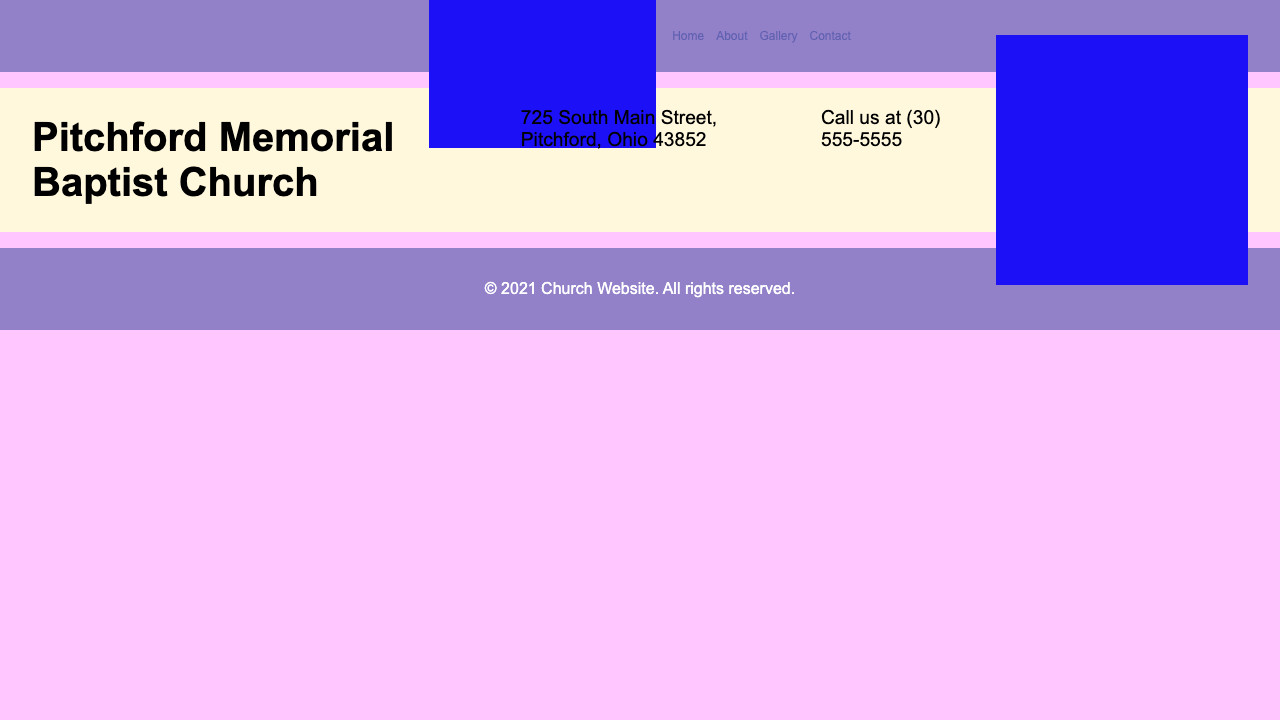 Home About Gallery Contact
Pitchford Memorial
Baptist Church
725 South Main Street,
Pitchford, Ohio 43852
Call us at (30)
555-5555
© 2021 Church Website. All rights reserved.